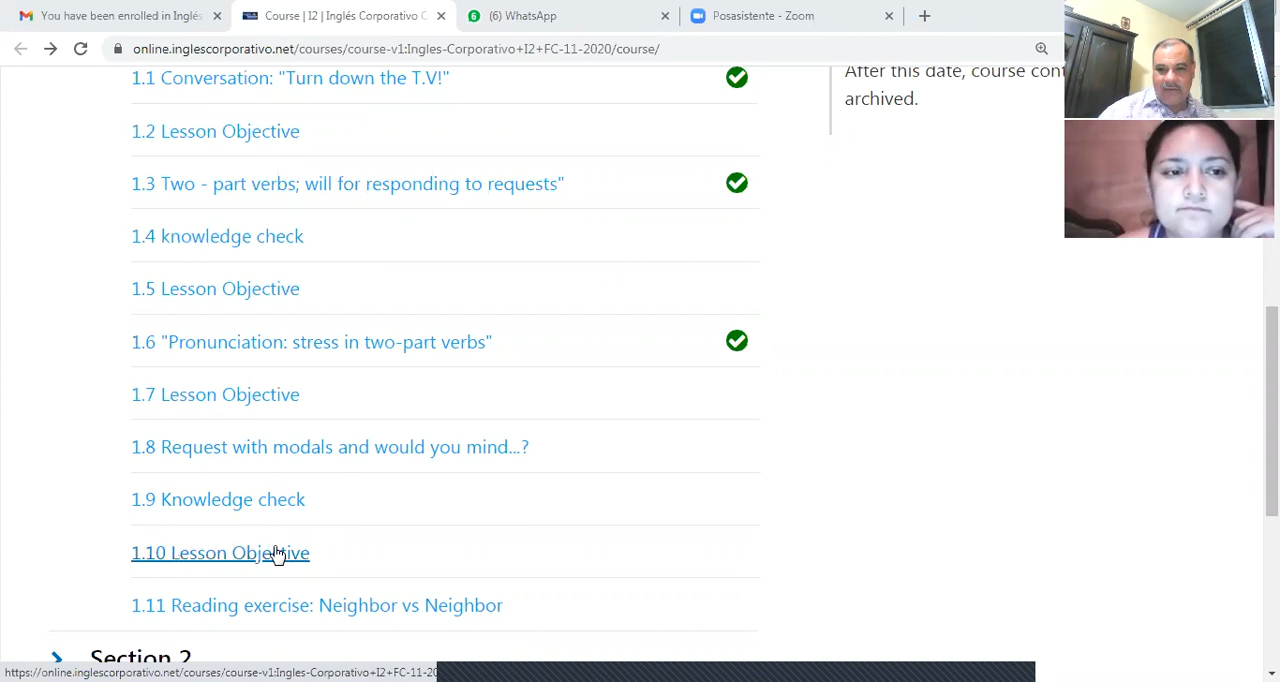 You have been enrolled in Inglés
Course | I2 | Inglés Corporativo C
(6) WhatsApp
Posasistente - Zoom
online.inglescorporativo.net/courses/course-v1:Ingles-Corporativo+I2+FC-11-2020/course/
1.1 Conversation: "Turn down the T.V!"
After this date, course cont
archived.
1.2 Lesson Objective
1.3 Two - part verbs; will for responding to requests"
1.4 knowledge check
1.5 Lesson Objective
1.6 "Pronunciation: stress in two-part verbs"
1.7 Lesson Objective
1.8 Request with modals and would you mind...?
1.9 Knowledge check
1.10 Lesson Objective
1.11 Reading exercise: Neighbor vs Neighbor
Section 2
https://online.inglescorporativo.net/courses/course-v1:Ingles-Corporativo+I2+FC-11-20